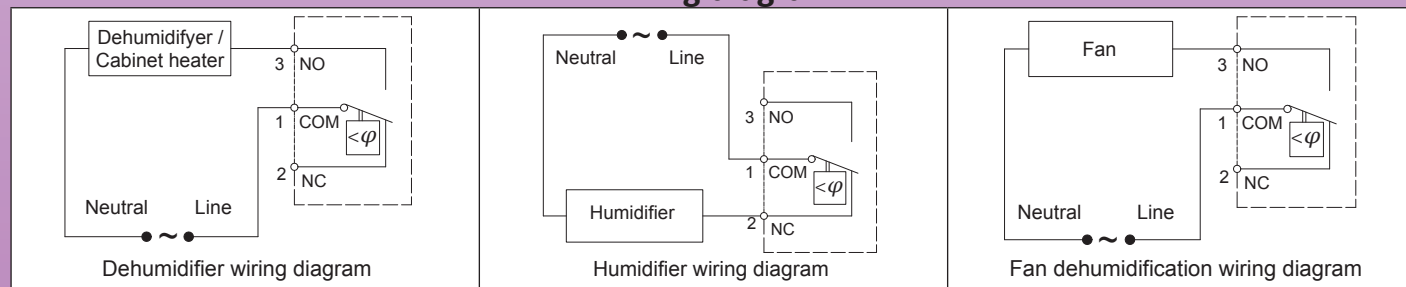 Dehumidifyer /
Cabinet heater
3 NO
1 COM
<φ
2 NC
Neutral Line
~
Dehumidifier wiring diagram
~
Neutral Line
3 NO
1 COM
<φ
Humidifier
2 NC
Humidifier wiring diagram
Fan
3 NO
1 COM
<φ
2 NC
Neutral Line
~
Fan dehumidification wiring diagram